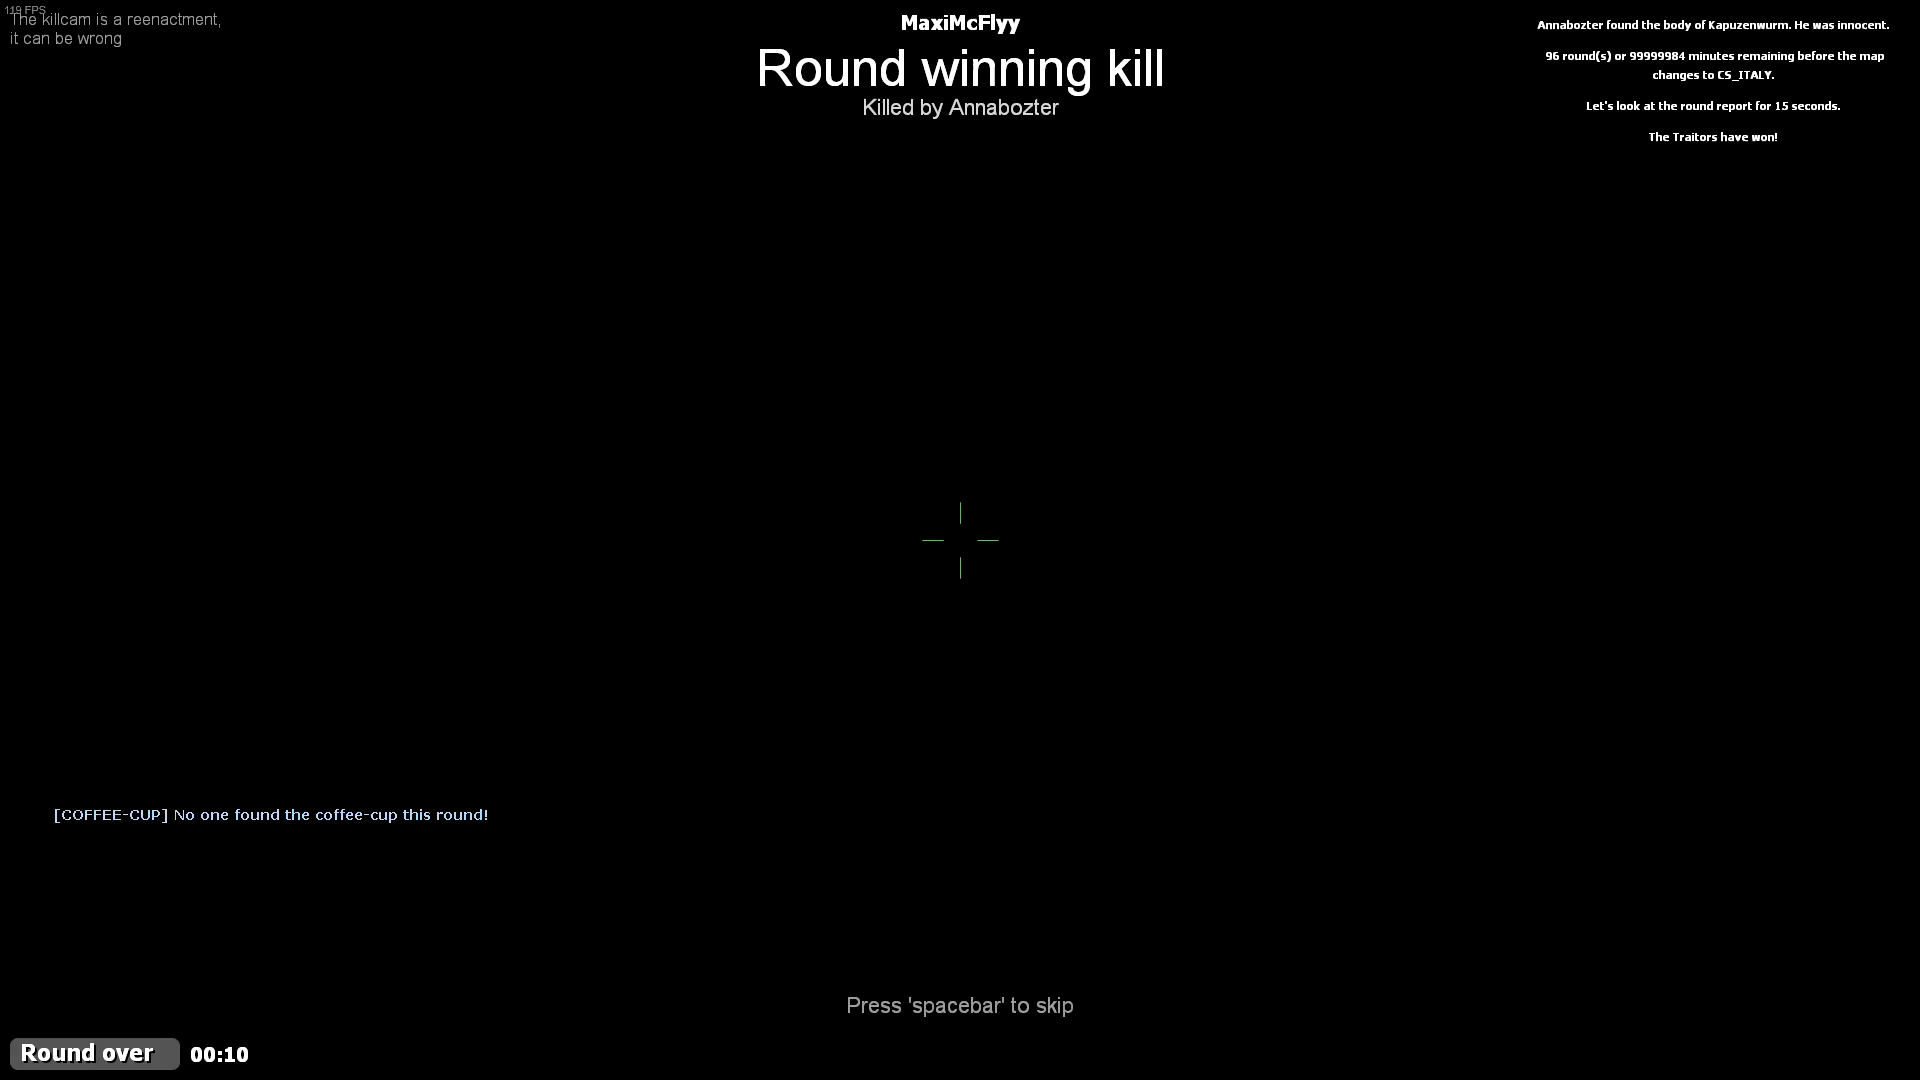 119 FPS
The killcam is a reenactment,
it can be wrong
MaxiMcFlyy
Round winning kill
Killed by Annabozter
Annabozter found the body of Kapuzenwurm. He was innocent.
96 round(s) or 99999984 minutes remaining before the map
changes to CS_ITALY.
Let's look at the round report for 15 seconds.
The Traitors have won!
[COFFEE-CUP] No one found the coffee-cup this round!
Press 'spacebar' to skip
Round over 00:10